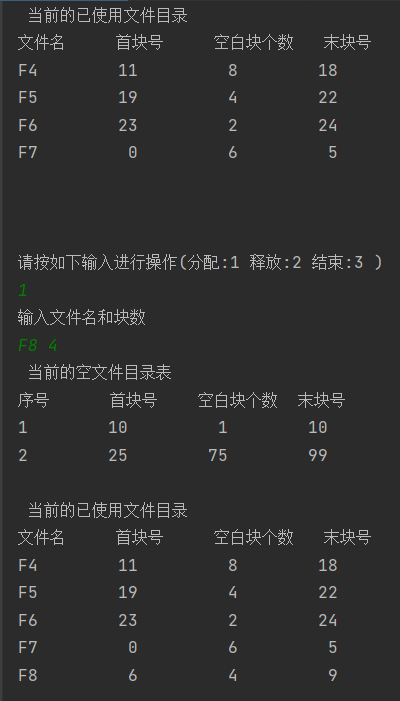 当前的已使用文件目录
文件名 首块号 空白块个数 末块号
F4 11 8 18
F5 19 4 22
F6 23 2 24
F7 0 6 5
请按如下输入进行操作(分配:1 释放:2 结束:3 )
1
输入文件名和块数
F8 4
当前的空文件目录表
序号 首块号 空白块个数 末块号
1 10 1 10
2 25 75 99
当前的已使用文件目录
文件名 首块号 空白块个数 末块号
F4 11 8 18
F5 19 4 22
F6 23 2 24
F7 0 6 5
F8 6 4 9